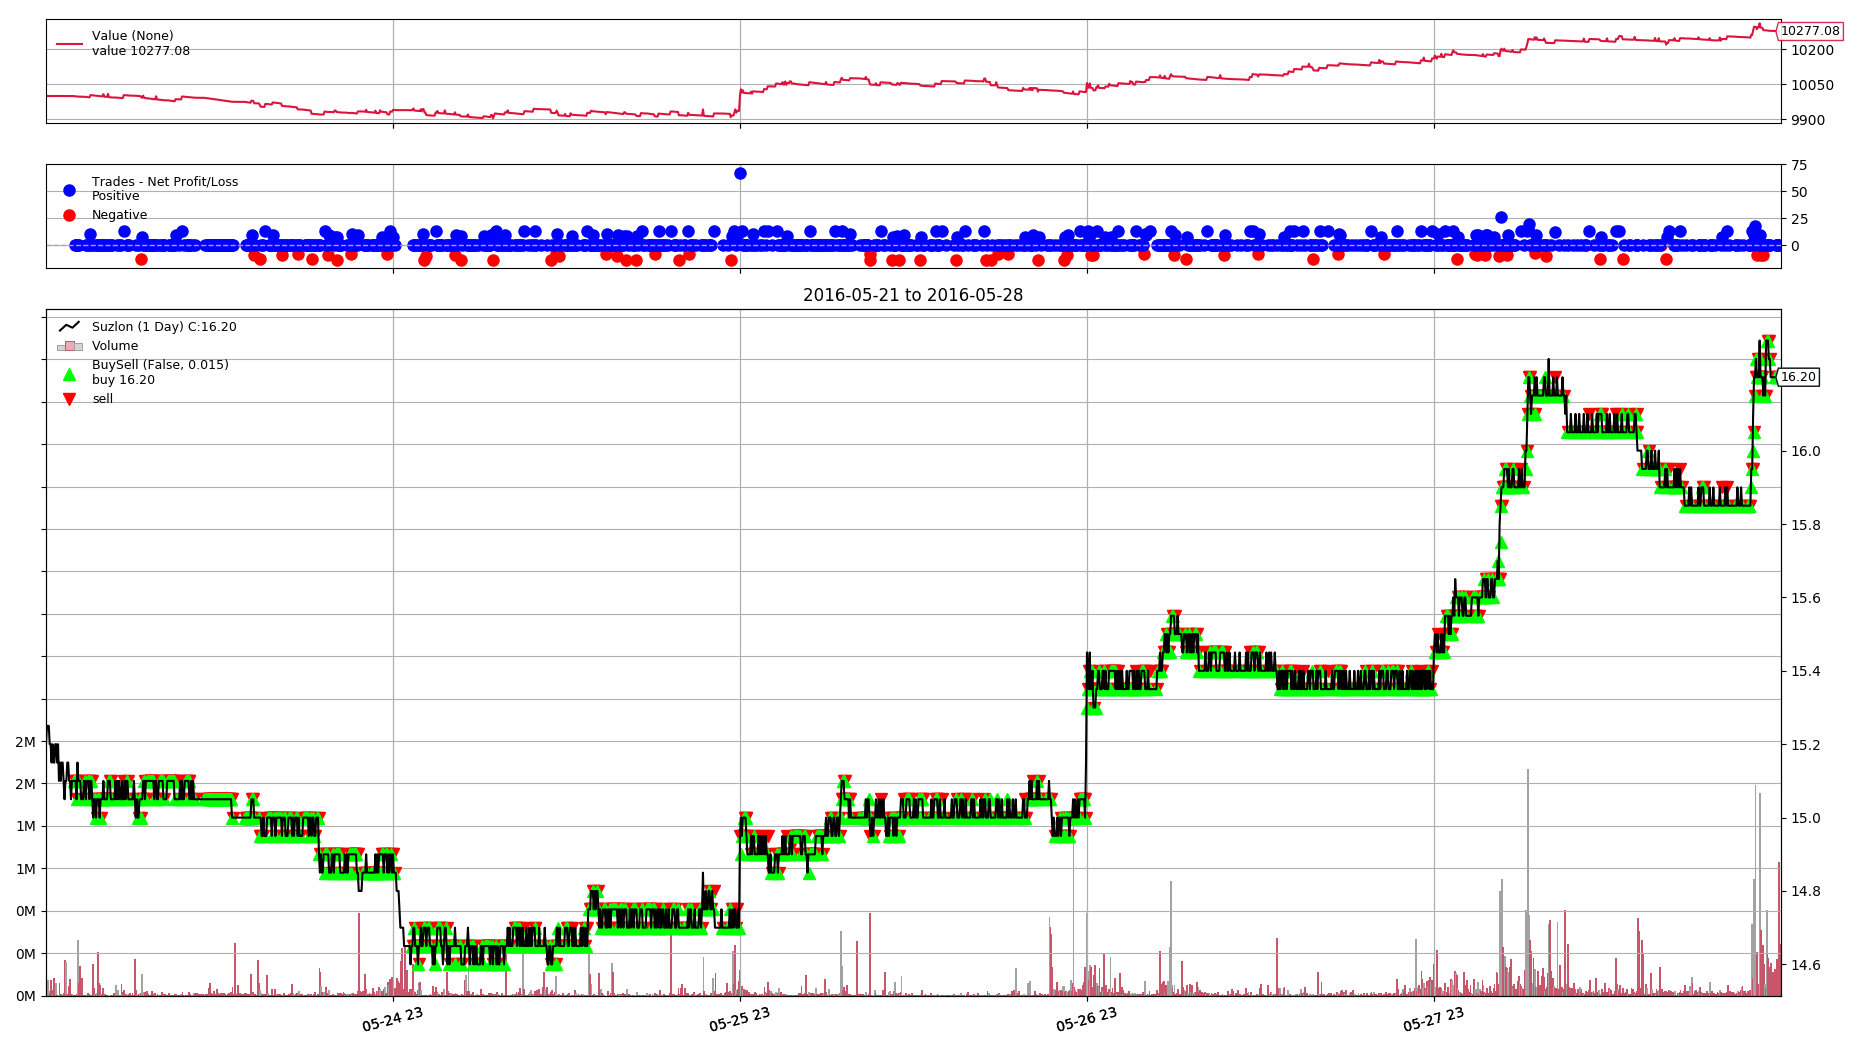 Value (None)
value 10277.08
10277.08
10200
10050
9900
Trades - Net Profit/Loss
Positive
Negative
75
50
25
0
2016-05-21 to 2016-05-28
Suzlon (1 Day) C:16.20
Volume
BuySell (False, 0.015)
buy 16.20
sell
16.20
16.0
15.8
15.6
15.4
15.2
15.0
14.8
14.6
2M
2M
1M
1M
0M
0M
0M
05-24 23
05-25 23
05-26 23
05-27 23